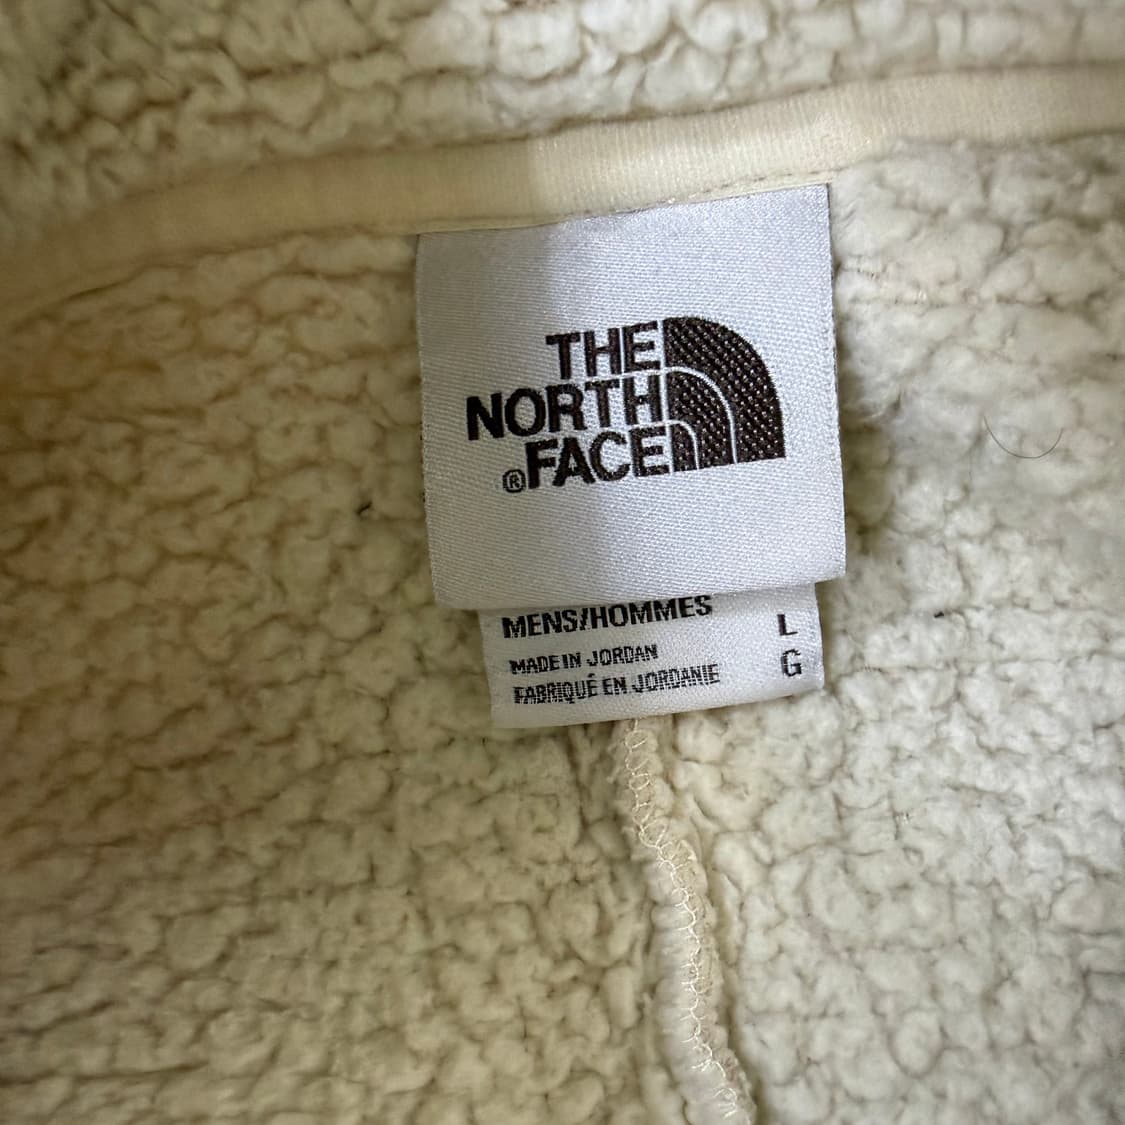 THE
NORTH
FACE
®
MENS/HOMMES L
MADE IN JORDAN
FABRIQUÉ EN JORDANIE G